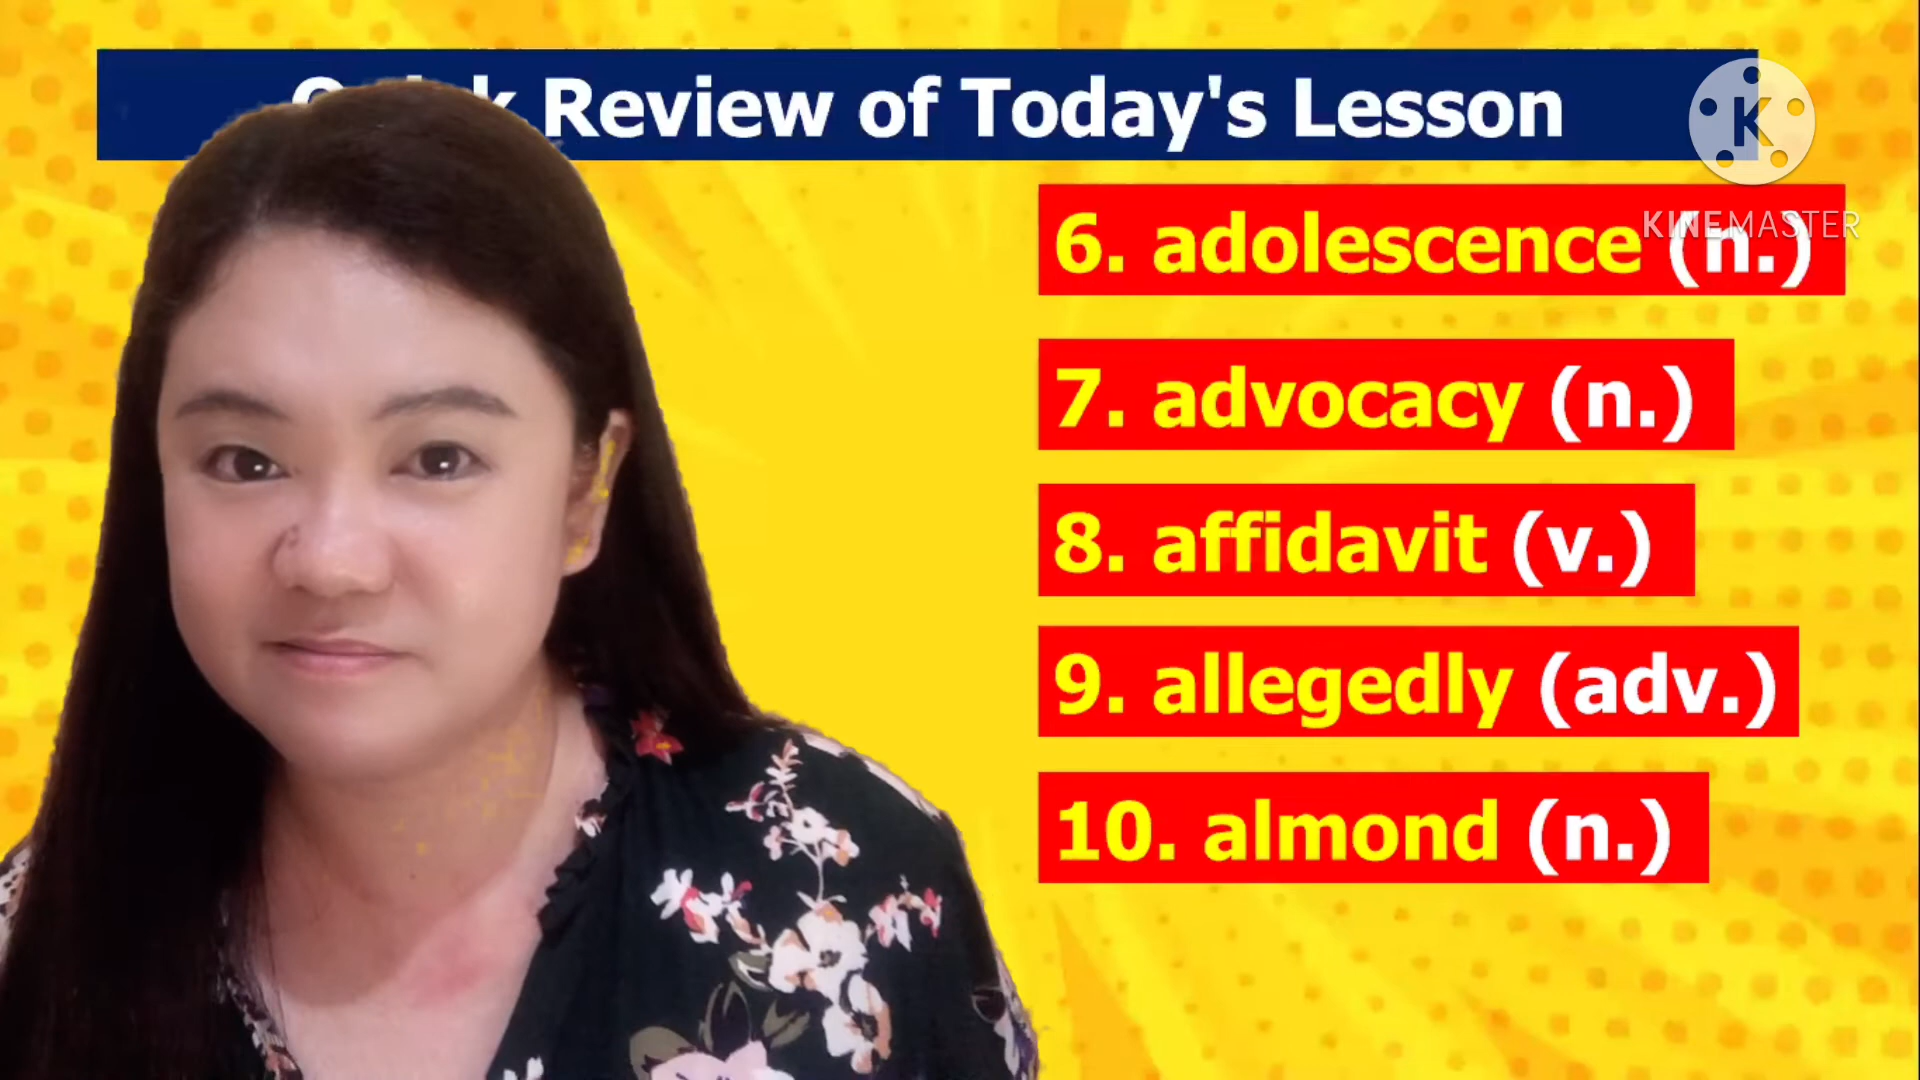 Review of Today's Lesson
K
KINEMASTER
6. adolescence (n.)
7. advocacy (n.)
8. affidavit (v.)
9. allegedly (adv.)
10. almond (n.)